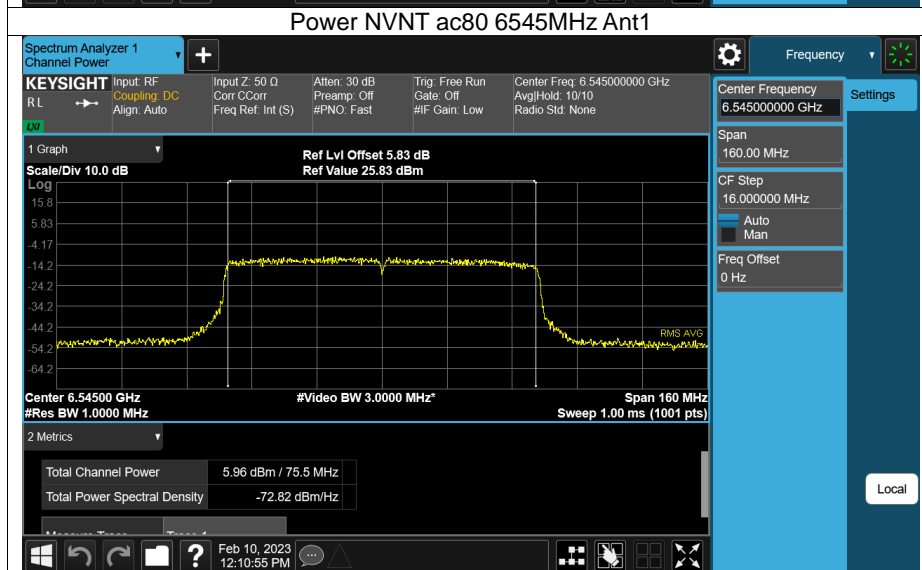 Power NVNT ac80 6545MHz Ant1
Spectrum Analyzer 1
Channel Power
Frequency
KEYSIGHT
RL
LXI
Input: RF
Coupling: DC
Align: Auto
Input Z: 50 Ω
Corr CCorr
Freq Ref: Int (S)
Atten: 30 dB
Preamp: Off
#PNO: Fast
Trig: Free Run
Gate: Off
#IF Gain: Low
Center Freq: 6.545000000 GHz
Avg|Hold: 10/10
Radio Std: None
Center Frequency
6.545000000 GHz
Settings
Span
160.00 MHz
CF Step
16.000000 MHz
Auto
Man
Freq Offset
0 Hz
Local
1 Graph
Scale/Div 10.0 dB
Ref Lvl Offset 5.83 dB
Ref Value 25.83 dBm
Log
15.8
5.83
-4.17
-14.2
-24.2
-34.2
-44.2
-54.2
-64.2
RMS AVG
Center 6.54500 GHz
#Video BW 3.0000 MHz*
Span 160 MHz
#Res BW 1.0000 MHz
Sweep 1.00 ms (1001 pts)
2 Metrics
Total Channel Power
5.96 dBm / 75.5 MHz
Total Power Spectral Density
-72.82 dBm/Hz
?
Feb 10, 2023
12:10:55 PM